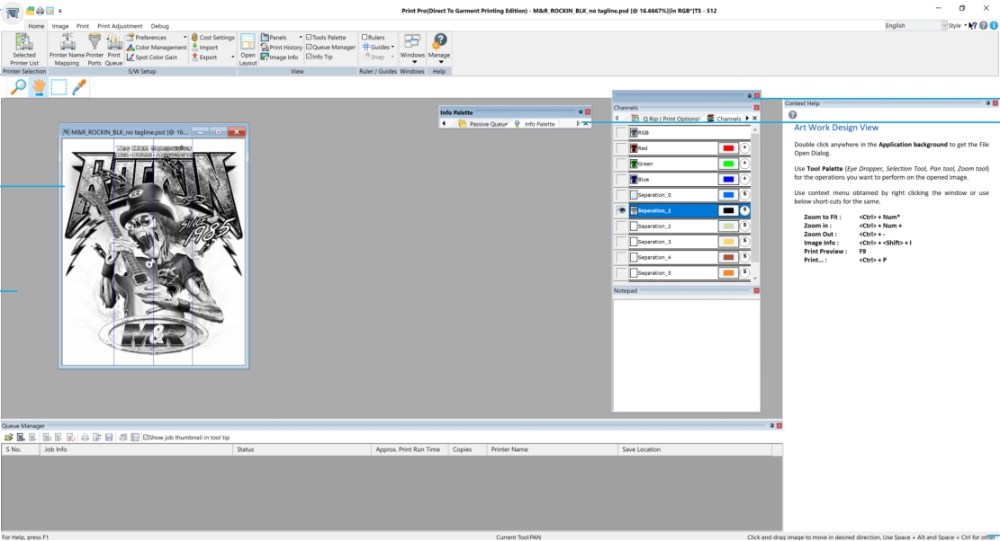 Print Pro(Direct To Garment Printing Edition) - M&R_ROCKIN_BLK_no tagline.psd [@ 16.6667%](in RGB*)TS - 512
Home Image Print Print Adjustment Debug
English Style
Selected Printer List
Printer Selection
Printer Name Mapping
Printer Ports
Print Queue
Preferences
Color Management
Spot Color Gain
Cost Settings
Import
Export
S/W Setup
Open Layout
Panels
Print History
Image Info
Tools Palette
Queue Manager
Info Tip
View
Rulers
Guides
Snap
Ruler / Guides
Windows
Windows
Manage
Help
M&R_ROCKIN_BLK_no tagline.psd [@ 16...
The M&R Companies
ROCKIN
SINCE 1985
M&R
Info Palette
Passive Queue Info Palette
Channels
Q Rip ( Print Options) Channels
RGB
Red
Green
Blue
Separation_0 S
Separation_1 S
Separation_2 S
Separation_3 S
Separation_4 S
Separation_5 S
Notepad
Context Help
Art Work Design View
Double click anywhere in the Application background to get the File
Open Dialog.
Use Tool Palette (Eye Dropper, Selection Tool, Pan tool, Zoom tool)
for the operations you want to perform on the opened image.
Use context menu obtained by right clicking the window or use
below short-cuts for the same.
Zoom to Fit : <Ctrl> + Num*
Zoom in : <Ctrl> + Num +
Zoom Out : <Ctrl> + -
Image Info : <Ctrl> + <Shift> + I
Print Preview : F9
Print... : <Ctrl> + P
Queue Manager
Show job thumbnail in tool tip
S No. Job Info Status Approx. Print Run Time Copies Printer Name Save Location
For Help, press F1 Current Tool:PAN Click and drag image to move in desired direction, Use Space + Alt and Space + Ctrl for other